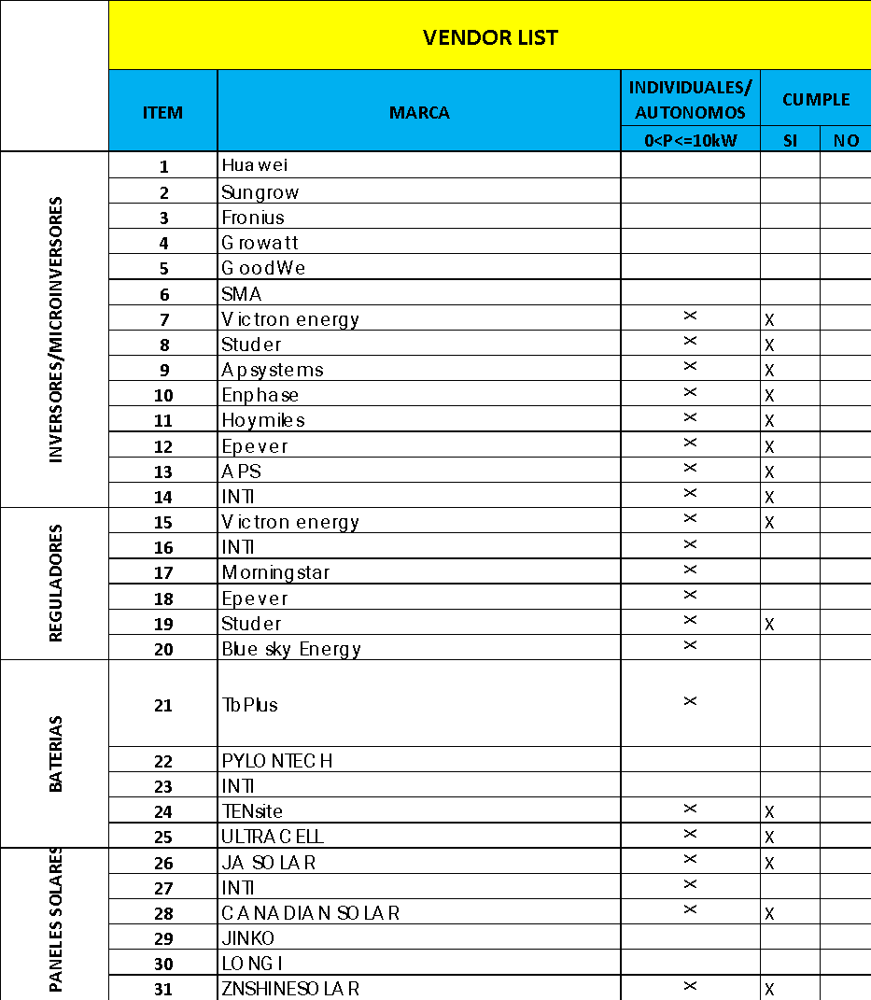 VENDOR LIST
ITEM MARCA INDIVIDUALES/ AUTONOMOS CUMPLE
0<P<=10kW SI NO
INVERSORES/MICROINVERSORES
1 Huawei
2 Sungrow
3 Fronius
4 Growatt
5 GoodWe
6 SMA
7 Victron energy X X
8 Studer X X
9 Apsystems X X
10 Enphase X X
11 Hoymiles X X
12 Epever X X
13 APS X X
14 INTI X X
REGULADORES
15 Victron energy X X
16 INTI X
17 Morningstar X
18 Epever X
19 Studer X X
20 Blue sky Energy X
BATERIAS
21 TbPlus X
22 PYLONTECH
23 INTI
24 TENsite X X
25 ULTRACELL X X
PANELES SOLARES
26 JA SOLAR X X
27 INTI X
28 CANADIAN SOLAR X X
29 JINKO
30 LONGI
31 ZNSHINESOLAR X X